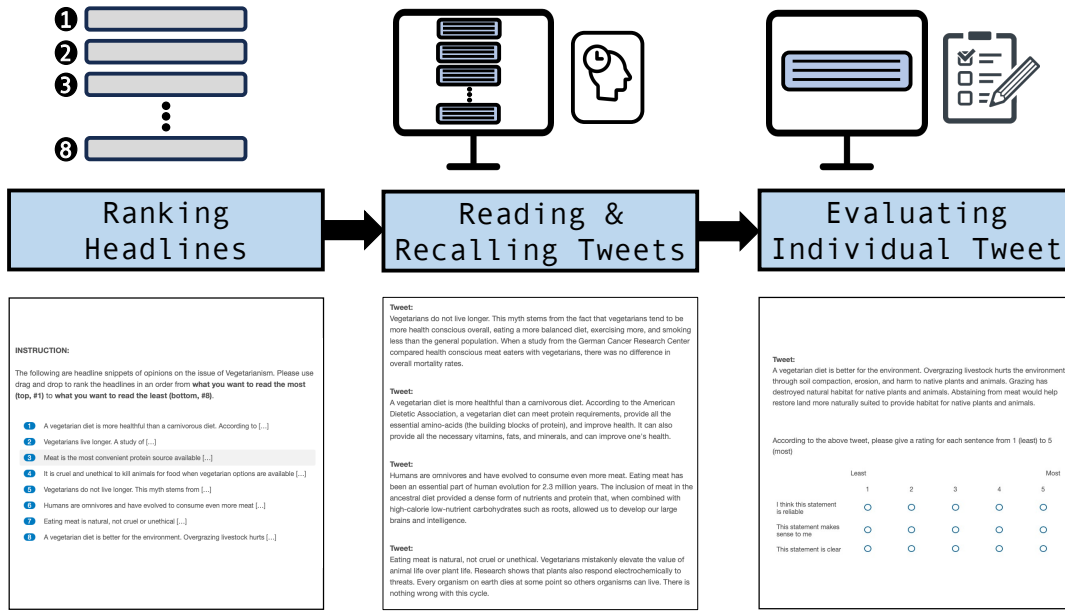 1
2
3
8
Ranking
Headlines
Reading &
Recalling Tweets
Evaluating
Individual Tweet
INSTRUCTION:
The following are headline snippets of opinions on the issue of Vegetarianism. Please use
drag and drop to rank the headlines in an order from what you want to read the most
(top, #1) to what you want to read the least (bottom, #8).
1 A vegetarian diet is more healthful than a carnivorous diet. According to [...]
2 Vegetarians live longer. A study of [...]
3 Meat is the most convenient protein source available [...]
4 It is cruel and unethical to kill animals for food when vegetarian options are available [...]
5 Vegetarians do not live longer. This myth stems from [...]
6 Humans are omnivores and have evolved to consume even more meat [...]
7 Eating meat is natural, not cruel or unethical [...]
8 A vegetarian diet is better for the environment. Overgrazing livestock hurts [...]
Tweet:
Vegetarians do not live longer. This myth stems from the fact that vegetarians tend to be
more health conscious overall, eating a more balanced diet, exercising more, and smoking
less than the general population. When a study from the German Cancer Research Center
compared health conscious meat eaters with vegetarians, there was no difference in
overall mortality rates.
Tweet:
A vegetarian diet is more healthful than a carnivorous diet. According to the American
Dietetic Association, a vegetarian diet can meet protein requirements, provide all the
essential amino-acids (the building blocks of protein), and improve health. It can also
provide all the necessary vitamins, fats, and minerals, and can improve one's health.
Tweet:
Humans are omnivores and have evolved to consume even more meat. Eating meat has
been an essential part of human evolution for 2.3 million years. The inclusion of meat in the
ancestral diet provided a dense form of nutrients and protein that, when combined with
high-calorie low-nutrient carbohydrates such as roots, allowed us to develop our large
brains and intelligence.
Tweet:
Eating meat is natural, not cruel or unethical. Vegetarians mistakenly elevate the value of
animal life over plant life. Research shows that plants also respond electrochemically to
threats. Every organism on earth dies at some point so others organisms can live. There is
nothing wrong with this cycle.
Tweet:
A vegetarian diet is better for the environment. Overgrazing livestock hurts the environment
through soil compaction, erosion, and harm to native plants and animals. Grazing has
destroyed natural habitat for native plants and animals. Abstaining from meat would help
restore land more naturally suited to provide habitat for native plants and animals.
According to the above tweet, please give a rating for each sentence from 1 (least) to 5
(most)
Least Most
1 2 3 4 5
I think this statement
is reliable
This statement makes
sense to me
This statement is clear